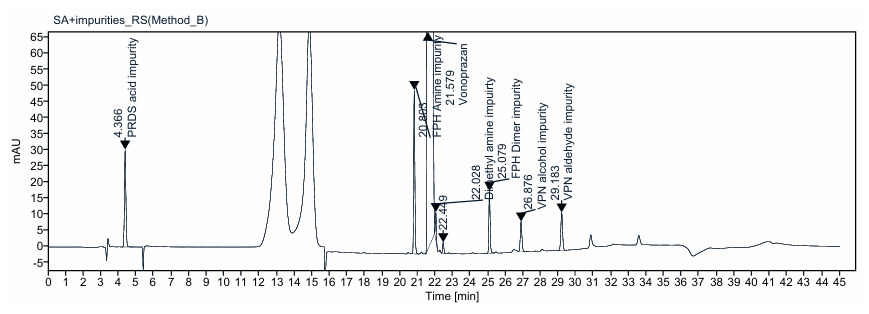 SA+impurities_RS(Method_B)
mAU
65
60
55
50
45
40
35
30
25
20
15
10
5
0
-5
4.366
PRDS acid impurity
FPH Amine impurity
21.579
Vonoprazan
22.028
Dimethyl amine impurity
22.449
25.079
FPH Dimer impurity
26.876
VPN alcohol impurity
29.183
VPN aldehyde impurity
0 1 2 3 4 5 6 7 8 9 10 11 12 13 14 15 16 17 18 19 20 21 22 23 24 25 26 27 28 29 30 31 32 33 34 35 36 37 38 39 40 41 42 43 44 45
Time [min]